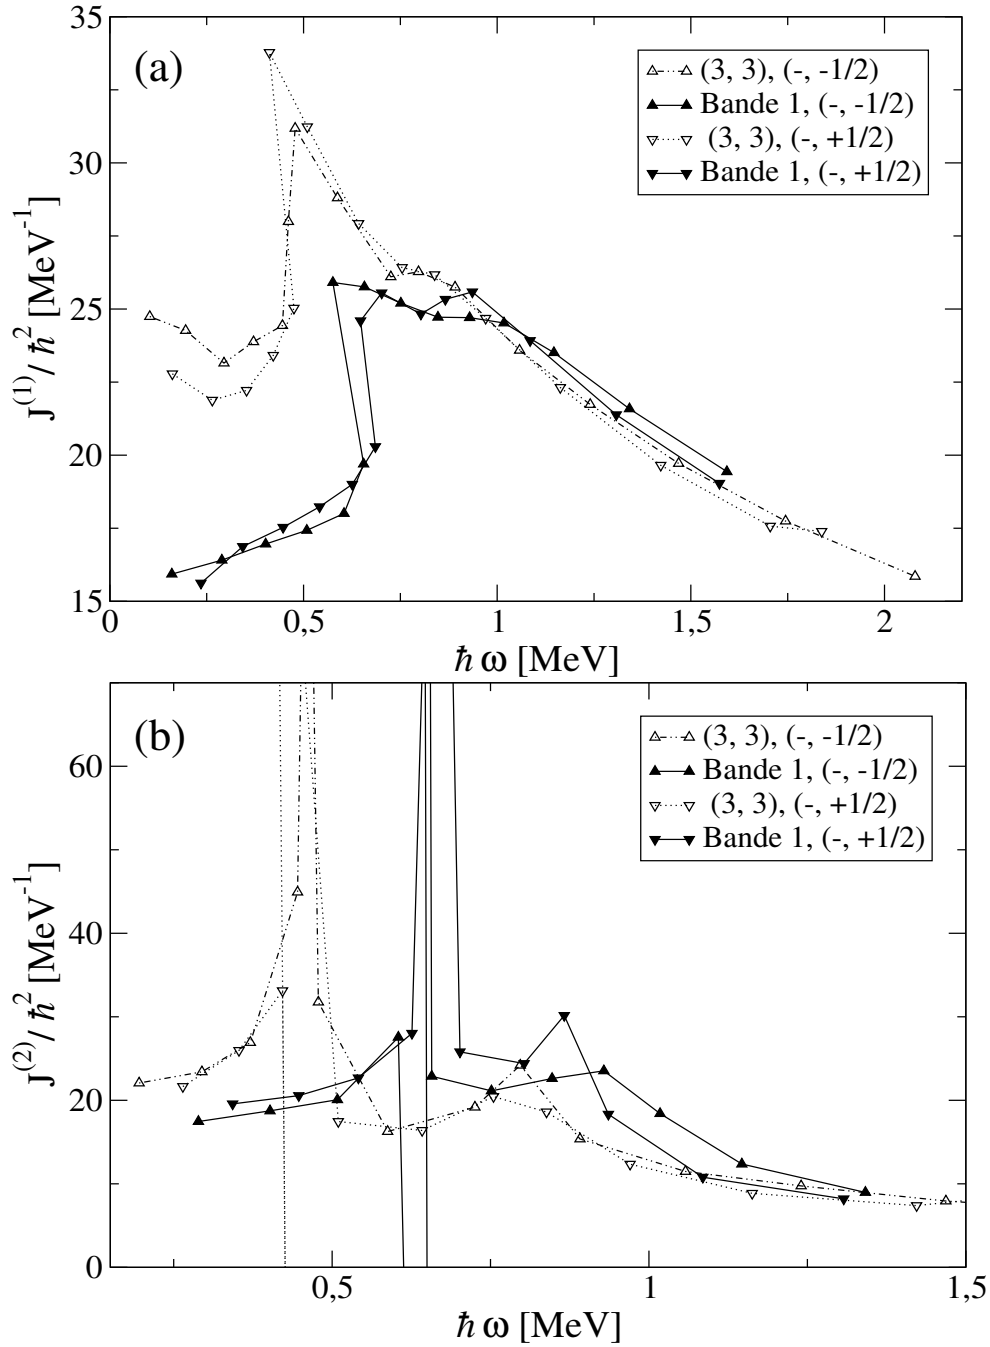 35
30
25
20
15
J(1)/ħ2 [MeV-1]
(a)
(3, 3), (-, -1/2)
Bande 1, (-, -1/2)
(3, 3), (-, +1/2)
Bande 1, (-, +1/2)
0 0,5 1 1,5 2
ħ ω [MeV]
60
40
20
0
J(2)/ħ2 [MeV-1]
(b)
(3, 3), (-, -1/2)
Bande 1, (-, -1/2)
(3, 3), (-, +1/2)
Bande 1, (-, +1/2)
0,5 1 1,5
ħ ω [MeV]